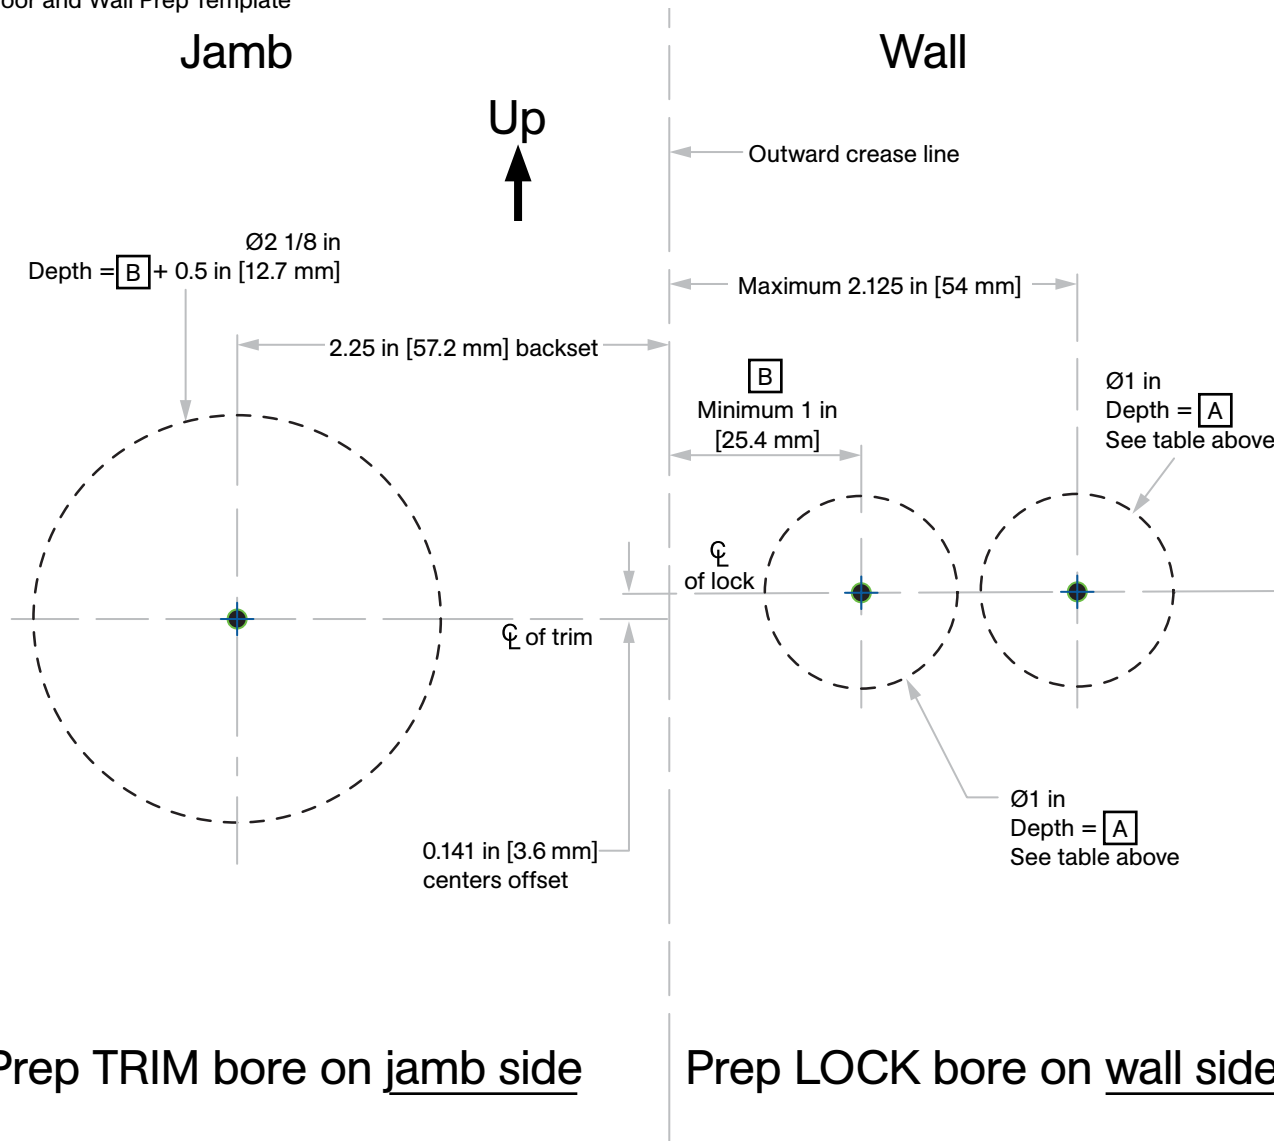 oor and Wall Prep Template
Jamb
Wall
Up
Outward crease line
Ø2 1/8 in
Depth = B + 0.5 in [12.7 mm]
Maximum 2.125 in [54 mm]
2.25 in [57.2 mm] backset
B
Minimum 1 in
[25.4 mm]
Ø1 in
Depth = A
See table above
℄
of lock
℄ of trim
Ø1 in
Depth = A
See table above
0.141 in [3.6 mm]
centers offset
Prep TRIM bore on jamb side
Prep LOCK bore on wall side